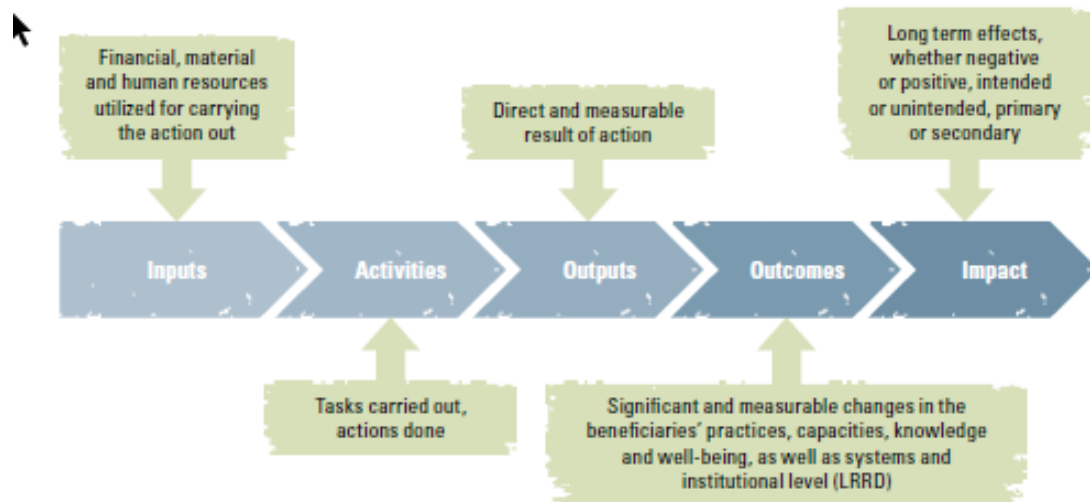 Financial, material
and human resources
utilized for carrying
the action out
Direct and measurable
result of action
Long term effects,
whether negative
or positive, intended
or unintended, primary
or secondary
Inputs
Activities
Outputs
Outcomes
Impact
Tasks carried out,
actions done
Significant and measurable changes in the
beneficiaries’ practices, capacities, knowledge
and well-being, as well as systems and
institutional level (LRRD)